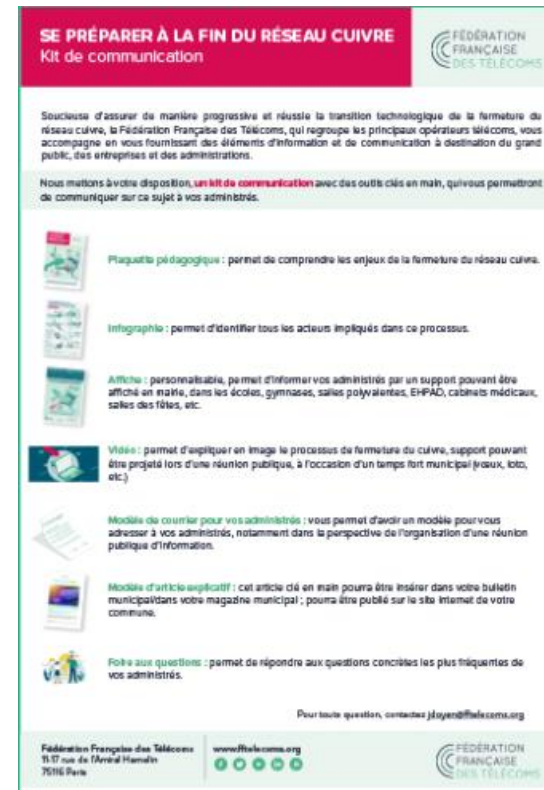 SE PRÉPARER À LA FIN DU RÉSEAU CUIVRE
Kit de communication
FÉDÉRATION
FRANÇAISE
DES TÉLÉCOMS
Soucieuse d'assurer de manière progressive et réussie la transition technologique de la fermeture du
réseau cuivre, la Fédération Française des Télécoms, qui regroupe les principaux opérateurs télécoms, vous
accompagne en vous fournissant des éléments d'information et de communication à destination du grand
public, des entreprises et des administrations.
Nous mettons à votre disposition, un kit de communication avec des outils clés en main, qui vous permettront
de communiquer sur ce sujet à vos administrés.
Plaquette pédagogique : permet de comprendre les enjeux de la fermeture du réseau cuivre.
Infographie : permet d'identifier tous les acteurs impliqués dans ce processus.
Affiche : personnalisable, permet d'informer vos administrés par un support pouvant être
affiché en mairie, dans les écoles, gymnases, salles polyvalentes, EHPAD, cabinets médicaux,
salles des fêtes, etc.
Vidéo : permet d'expliquer en image le processus de fermeture du cuivre, support pouvant
être projeté lors d'une réunion publique, à l'occasion d'un temps fort municipal (vœux, loto,
etc.)
Modèle de courrier pour vos administrés : vous permet d'avoir un modèle pour vous
adresser à vos administrés, notamment dans la perspective de l'organisation d'une réunion
publique d'information.
Modèle d'article explicatif : cet article clé en main pourra être insérer dans votre bulletin
municipal/dans votre magazine municipal ; pourra être publié sur le site Internet de votre
commune.
Foire aux questions : permet de répondre aux questions concrètes les plus fréquentes de
vos administrés.
Pour toute question, contactez jdoyen@fftelecoms.org
Fédération Française des Télécoms
11-17 rue de l'Amiral Hamelin
75116 Paris
www.fftelecoms.org
FÉDÉRATION
FRANÇAISE
DES TÉLÉCOMS